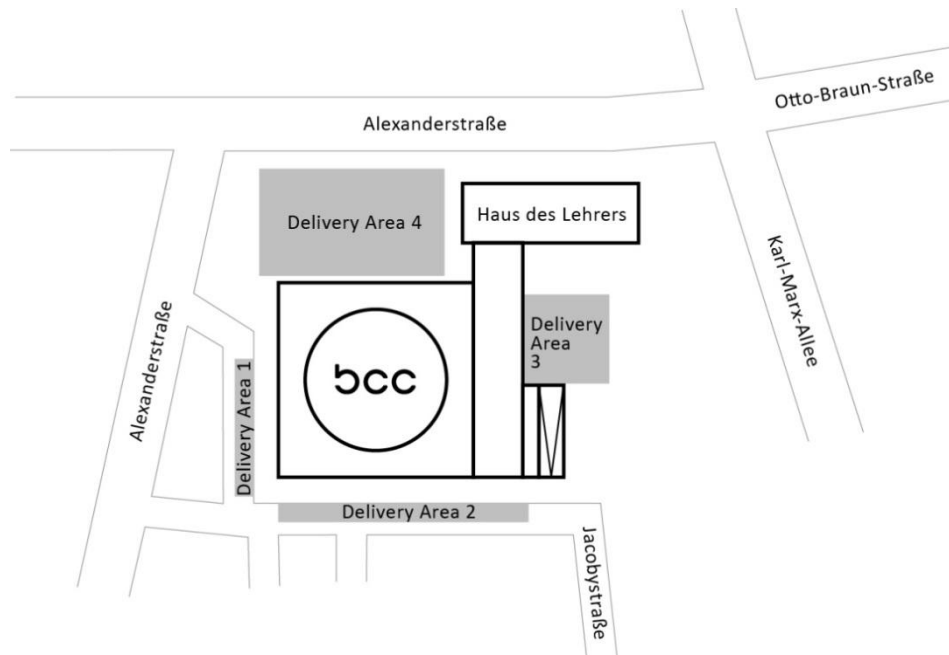 Otto-Braun-Straße
Alexanderstraße
Haus des Lehrers
Delivery Area 4
Karl-Marx-Allee
Delivery
Area
3
Alexanderstraße
Delivery Area 1
bcc
Delivery Area 2
Jacobystraße